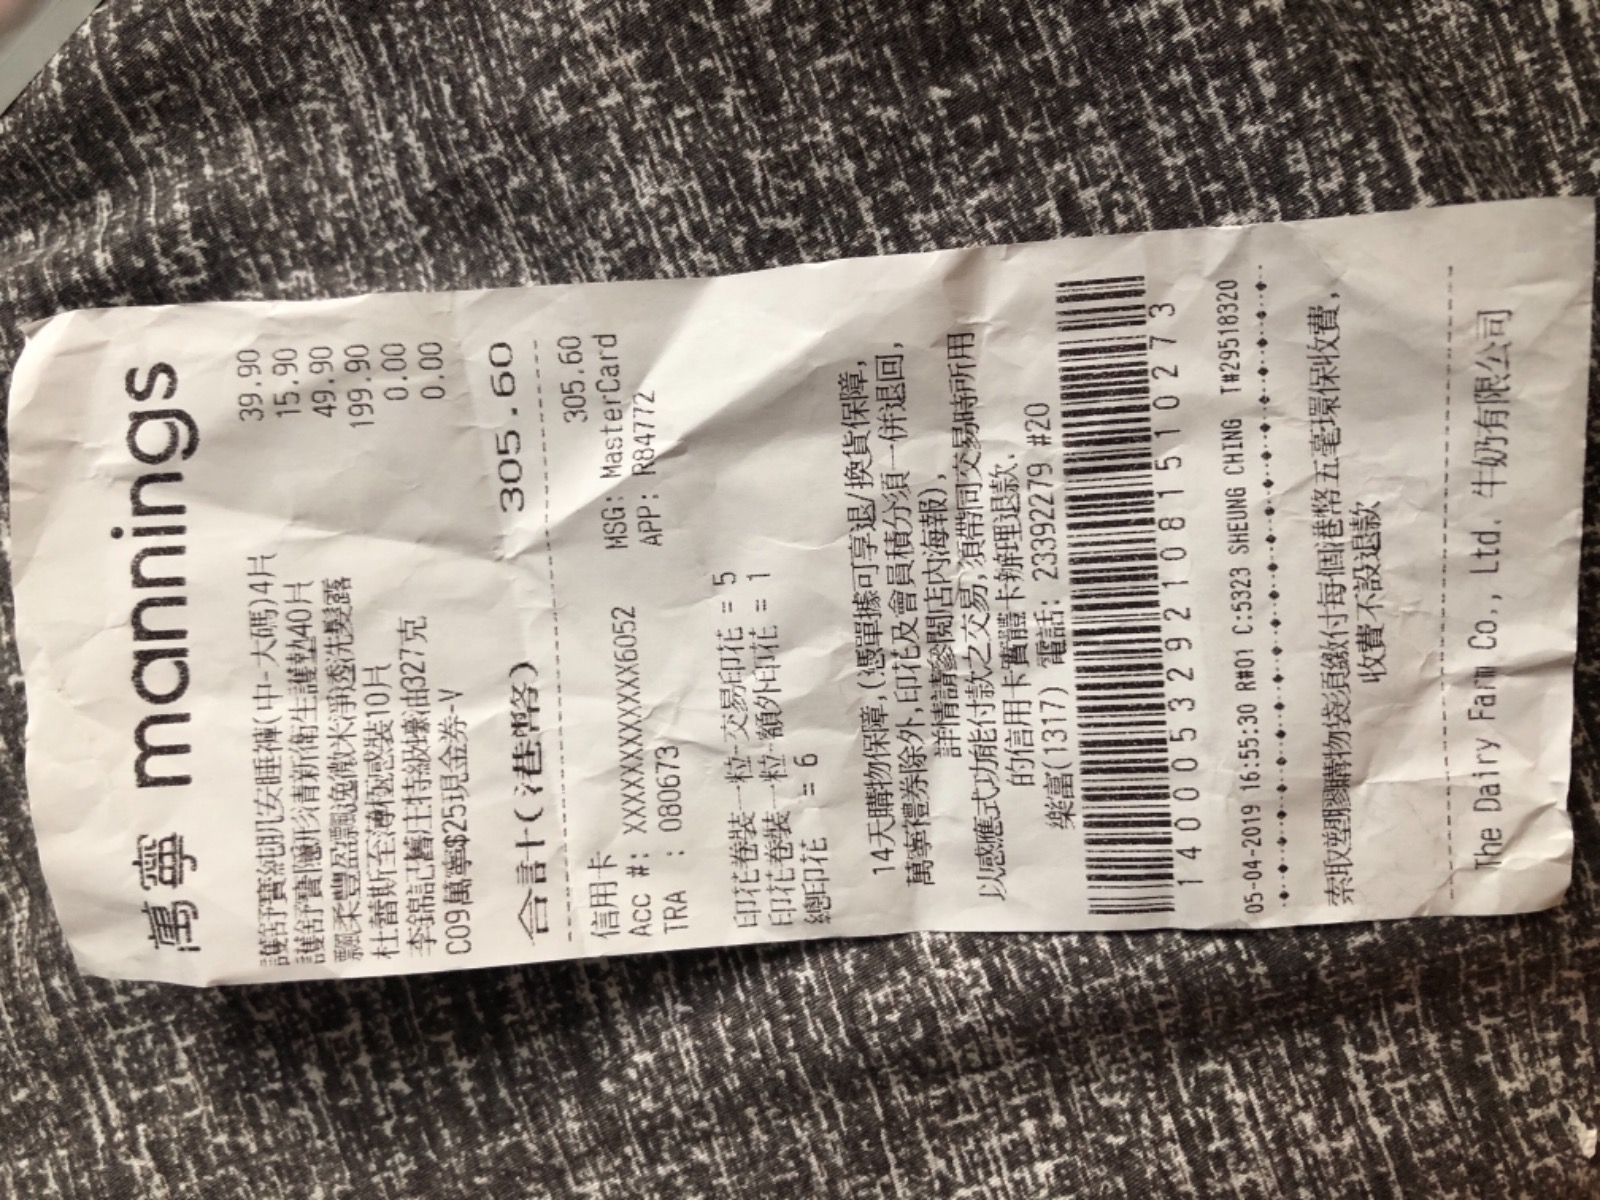 萬寧 mannings
護舒寶純肌安睡褲(中-大碼)4片 39.90
護舒寶隱形清新衛生護墊40片 15.90
飄柔豐盈飄逸微米淨透洗髮露 49.90
杜蕾斯至薄極感裝10片 199.90
李錦記舊庄特級蠔油327克 0.00
C09萬寧$25現金券-V 0.00
合計(港幣) 305.60
信用卡 305.60
Acc #: XXXXXXXXXXXX6052 MSG: MasterCard
TRA : 080673 APP: R84772
印花卷裝一粒-交易印花 = 5
印花卷裝一粒-額外印花 = 1
總印花 = 6
14天購物保障,(憑單據可享退/換貨保障,
萬寧禮券除外,印花及會員積分須一併退回,
詳情請參閱店內海報),
以感應式功能付款之交易,須帶同交易時所用
的信用卡實體卡辦理退款.
樂富(1317) 電話: 23392279 #20
14000532921081510273
05-04-2019 16:55:30 R#01 C:5323 SHEUNG CHING T#29518320
索取塑膠購物袋須繳付每個港幣五毫環保收費,
收費不設退款
The Dairy Farm Co., Ltd. 牛奶有限公司